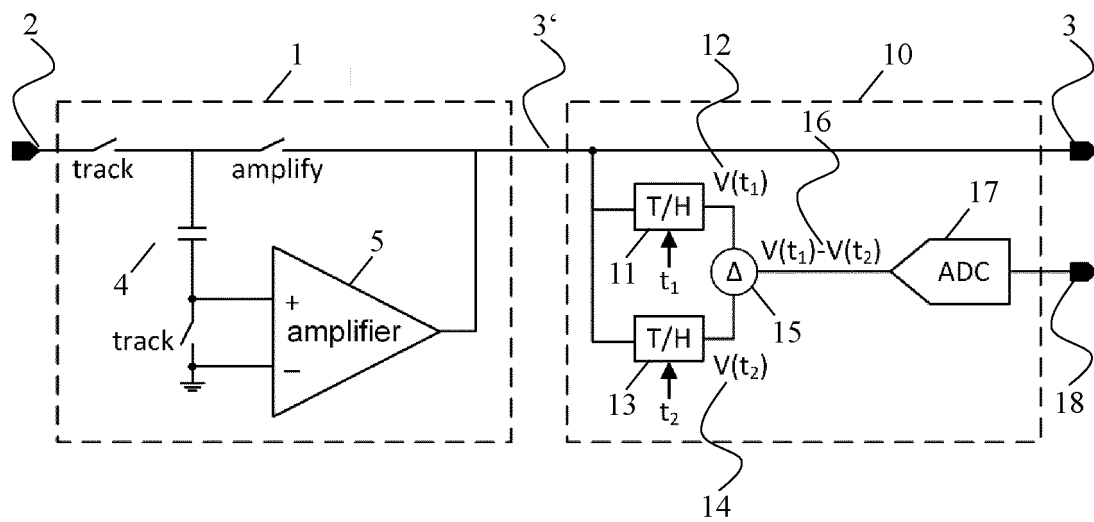 2
1
3‘
12
10
3
track
amplify
16
V(t₁)
T/H
17
4
5
11
t₁
Δ
V(t₁)-V(t₂)
ADC
+
amplifier
−
track
T/H
15
13
t₂
V(t₂)
18
14